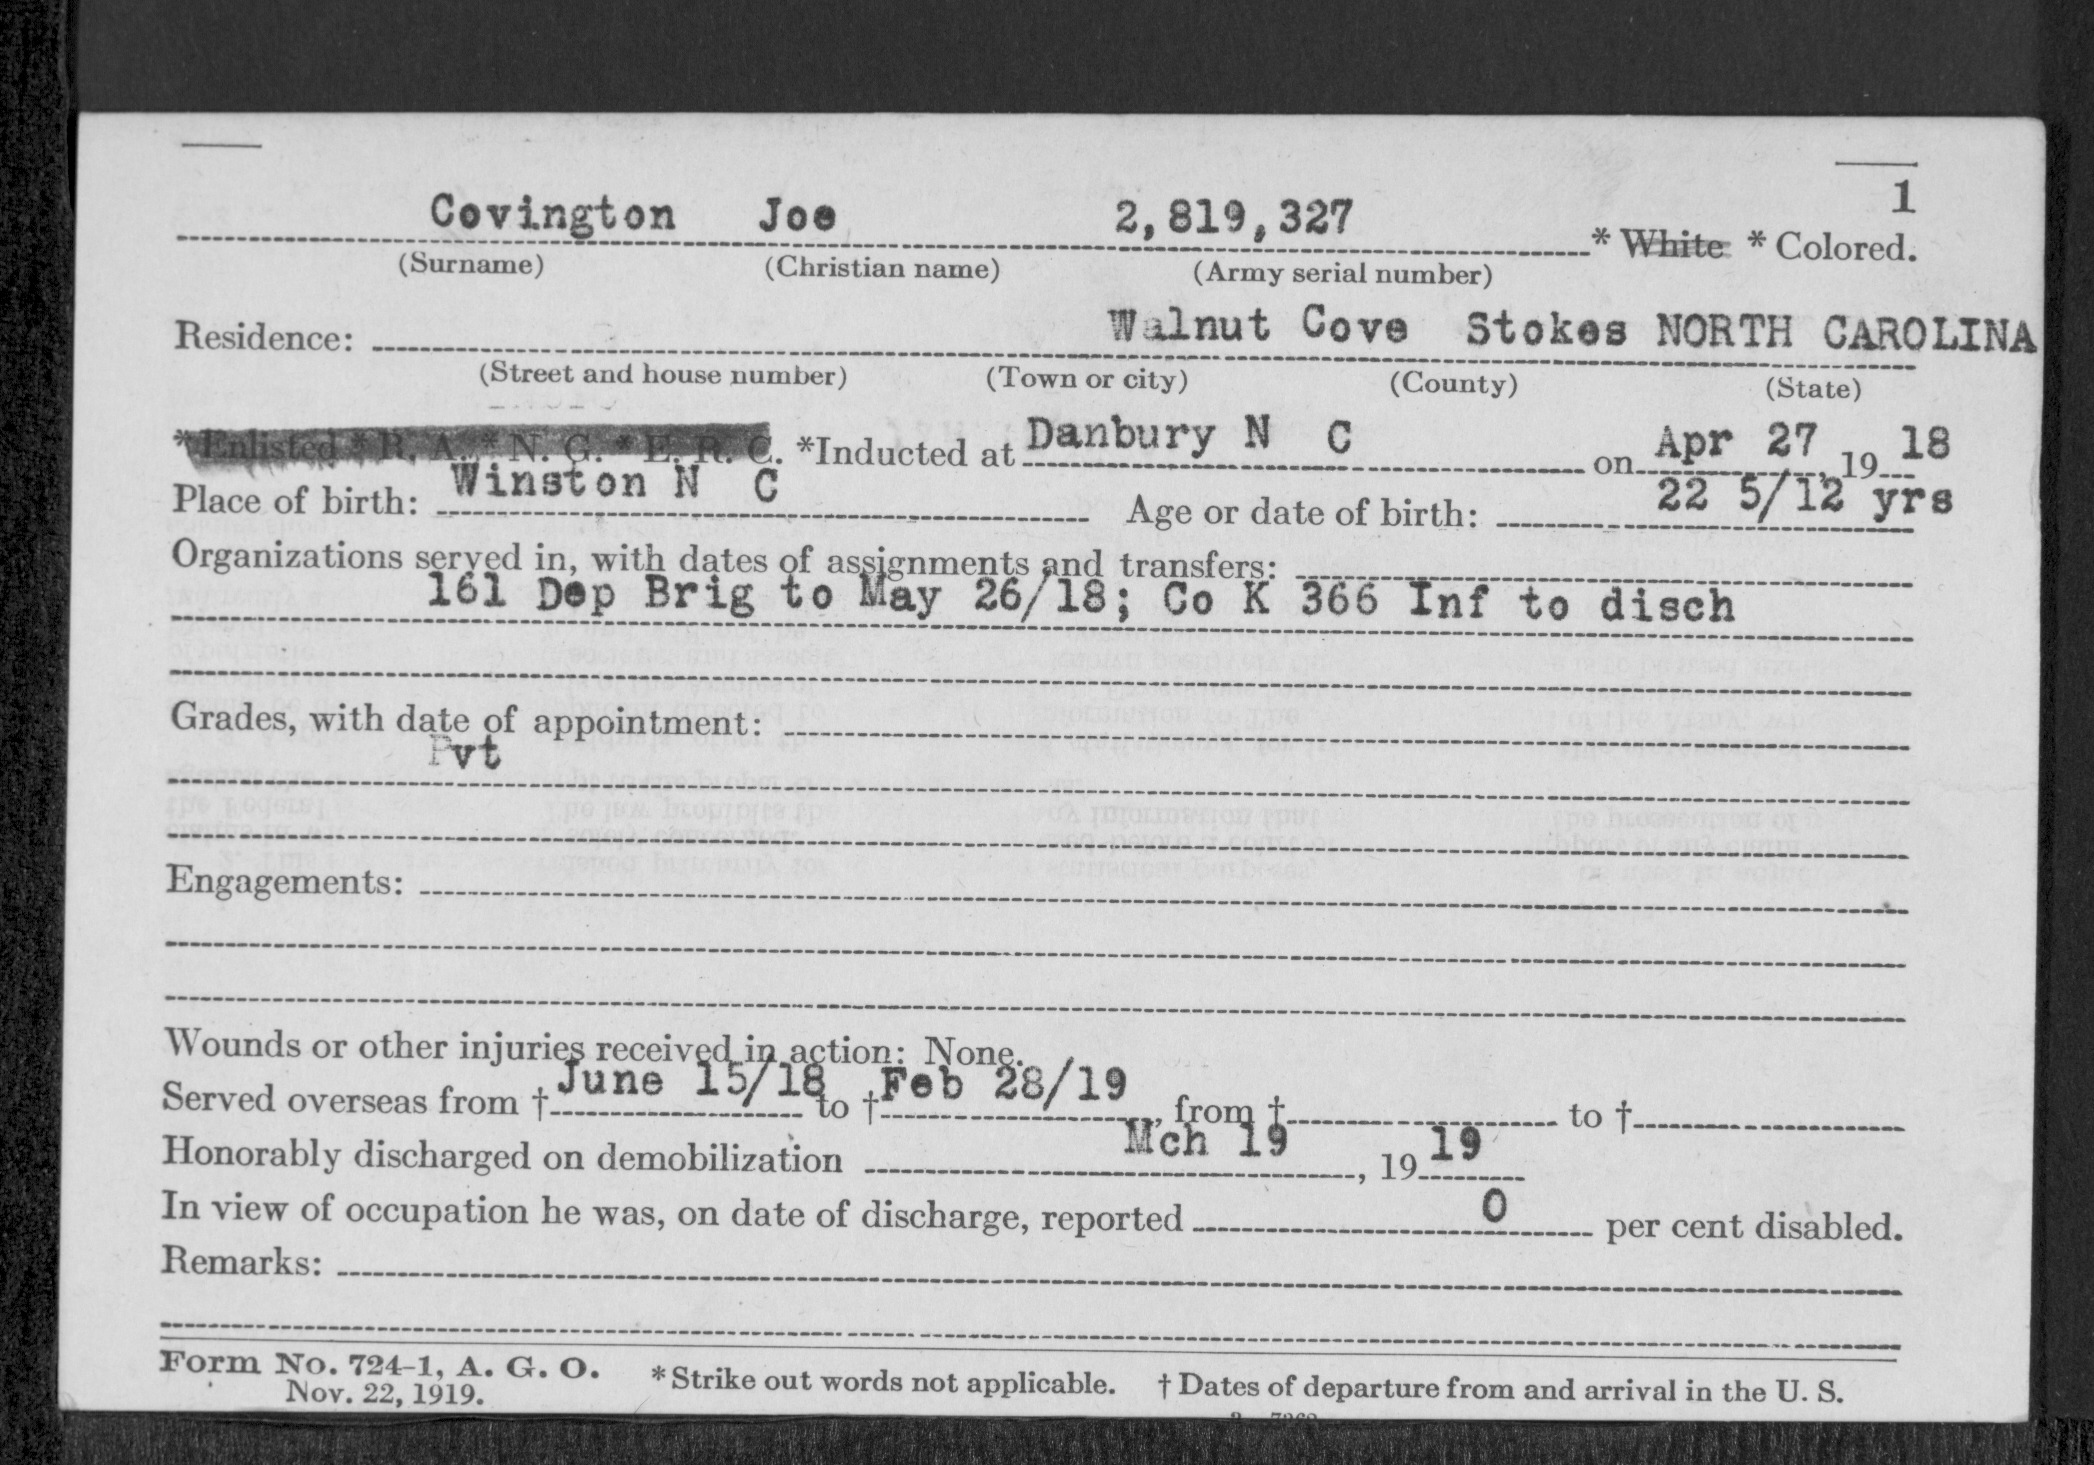 1
Covington Joe 2,819,327 * White * Colored.
(Surname) (Christian name) (Army serial number)
Residence: Walnut Cove Stokes NORTH CAROLINA
(Street and house number) (Town or city) (County) (State)
*Enlisted * R. A. * N. G. * E. R. C. *Inducted at Danbury N C on Apr 27, 19 18
Place of birth: Winston N C Age or date of birth: 22 5/12 yrs
Organizations served in, with dates of assignments and transfers:
161 Dep Brig to May 26/18; Co K 366 Inf to disch
Grades, with date of appointment:
Pvt
Engagements:
Wounds or other injuries received in action: None.
Served overseas from † June 15/18 to † Feb 28/19, from † to †
Honorably discharged on demobilization Mch 19, 19 19
In view of occupation he was, on date of discharge, reported 0 per cent disabled.
Remarks:
Form No. 724-1, A. G. O. *Strike out words not applicable. † Dates of departure from and arrival in the U. S.
Nov. 22, 1919.